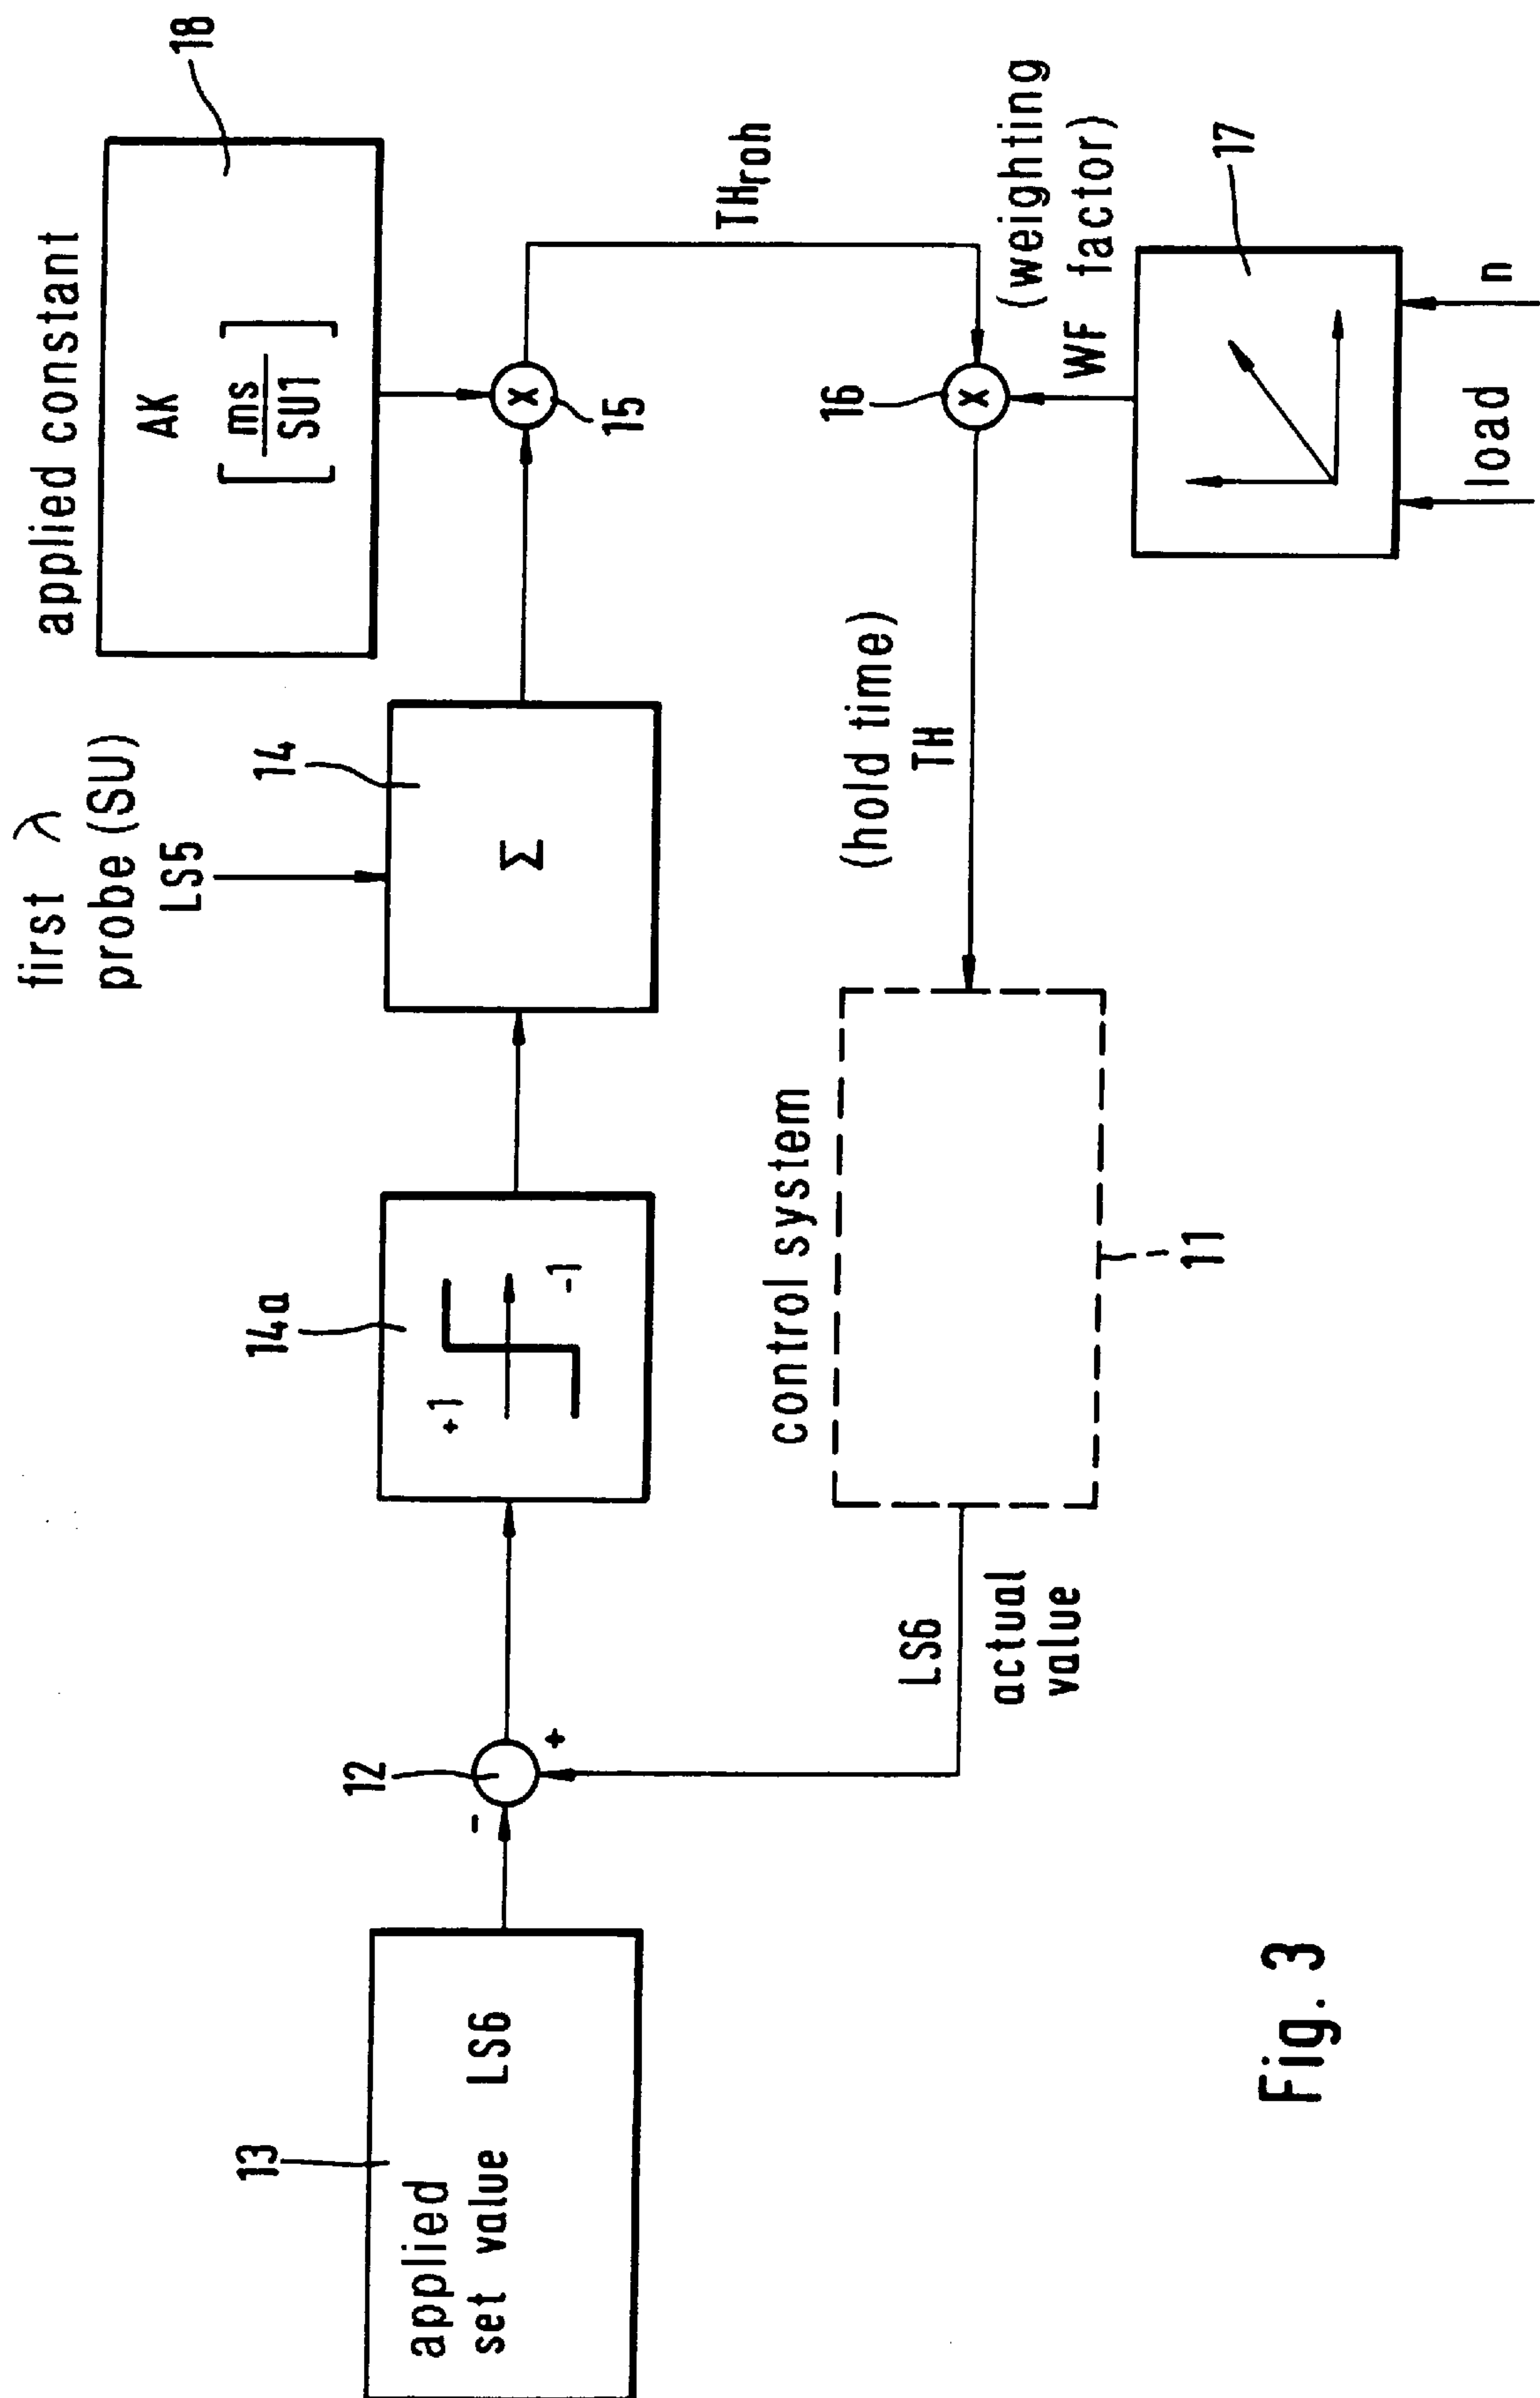 applied constant
18
AK
[ms/SU1]
first λ
probe (SU)
LS5
14
Σ
15
x
TH_roh
14a
+1
-1
12
-
+
13
applied
set value LS6
LS6
actual
value
control system
11
(hold time)
TH
16
x
WF
(weighting
factor)
17
load
n
Fig. 3